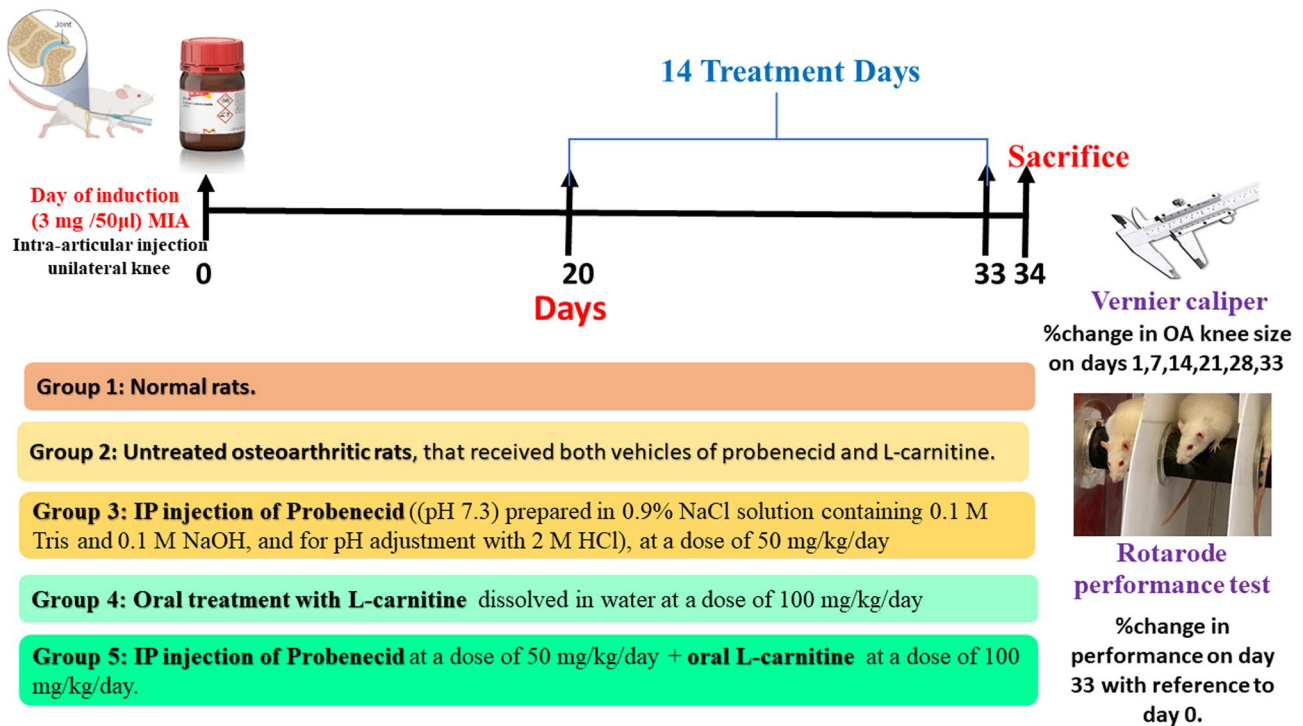 Joint
14 Treatment Days
Sacrifice
Day of induction
(3 mg /50µl) MIA
Intra-articular injection
unilateral knee
0
20
33
34
Days
Vernier caliper
%change in OA knee size
on days 1,7,14,21,28,33
Group 1: Normal rats.
Group 2: Untreated osteoarthritic rats, that received both vehicles of probenecid and L-carnitine.
Group 3: IP injection of Probenecid ((pH 7.3) prepared in 0.9% NaCl solution containing 0.1 M
Tris and 0.1 M NaOH, and for pH adjustment with 2 M HCl), at a dose of 50 mg/kg/day
Group 4: Oral treatment with L-carnitine dissolved in water at a dose of 100 mg/kg/day
Group 5: IP injection of Probenecid at a dose of 50 mg/kg/day + oral L-carnitine at a dose of 100
mg/kg/day.
Rotarode
performance test
%change in
performance on day
33 with reference to
day 0.